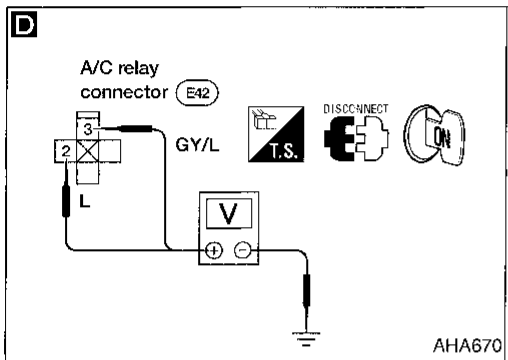 D
A/C relay
connector E42
3
GY/L
2
L
T.S.
DISCONNECT
ON
V
+ −
AHA670